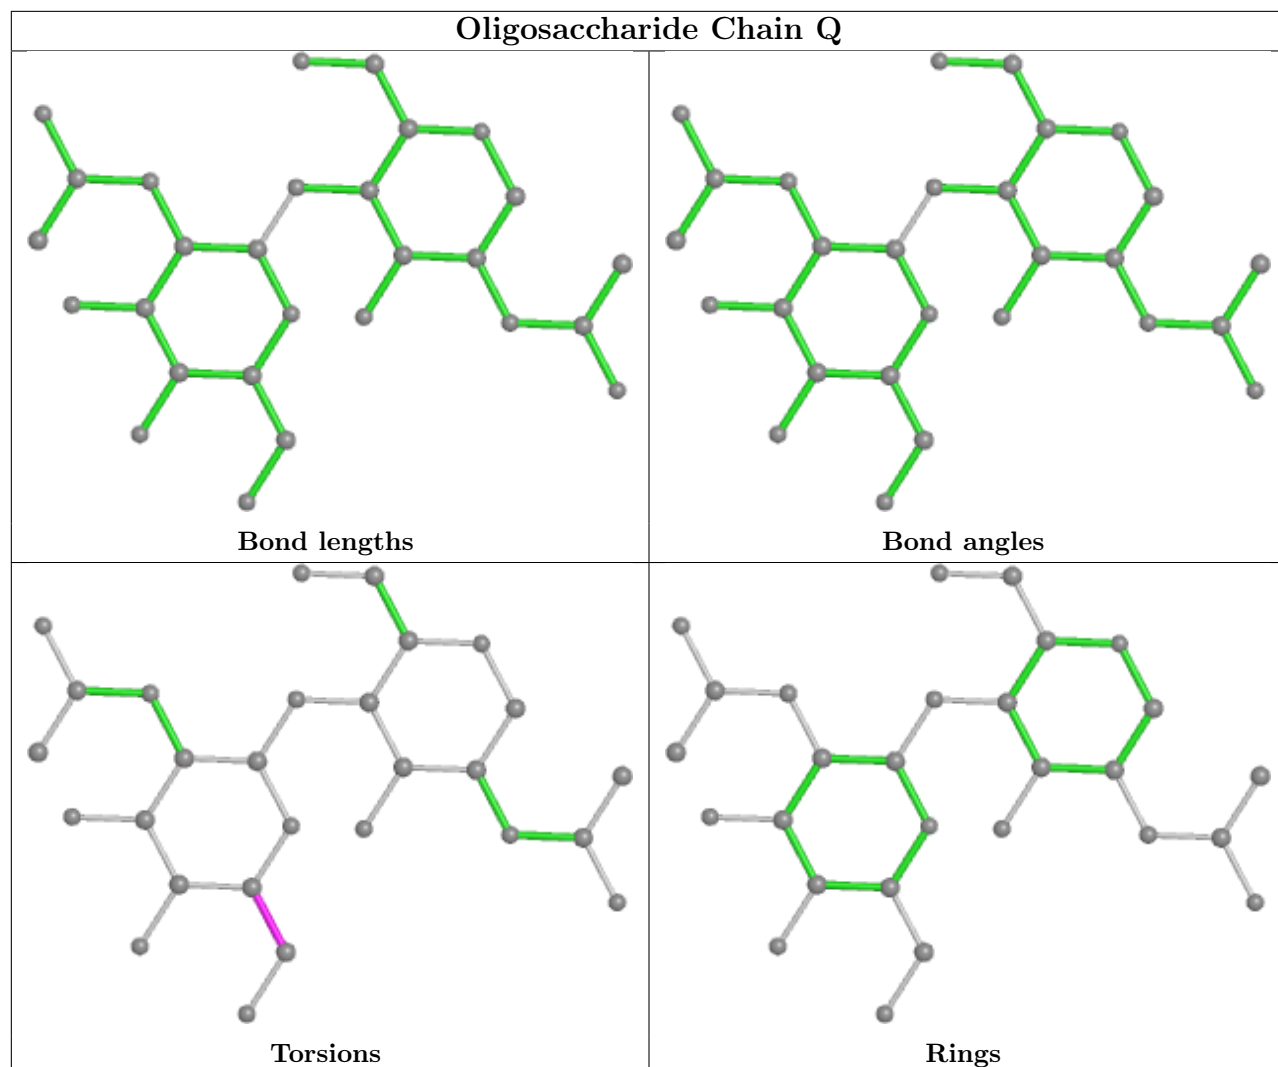 Oligosaccharide Chain Q
Bond lengths
Bond angles
Torsions
Rings